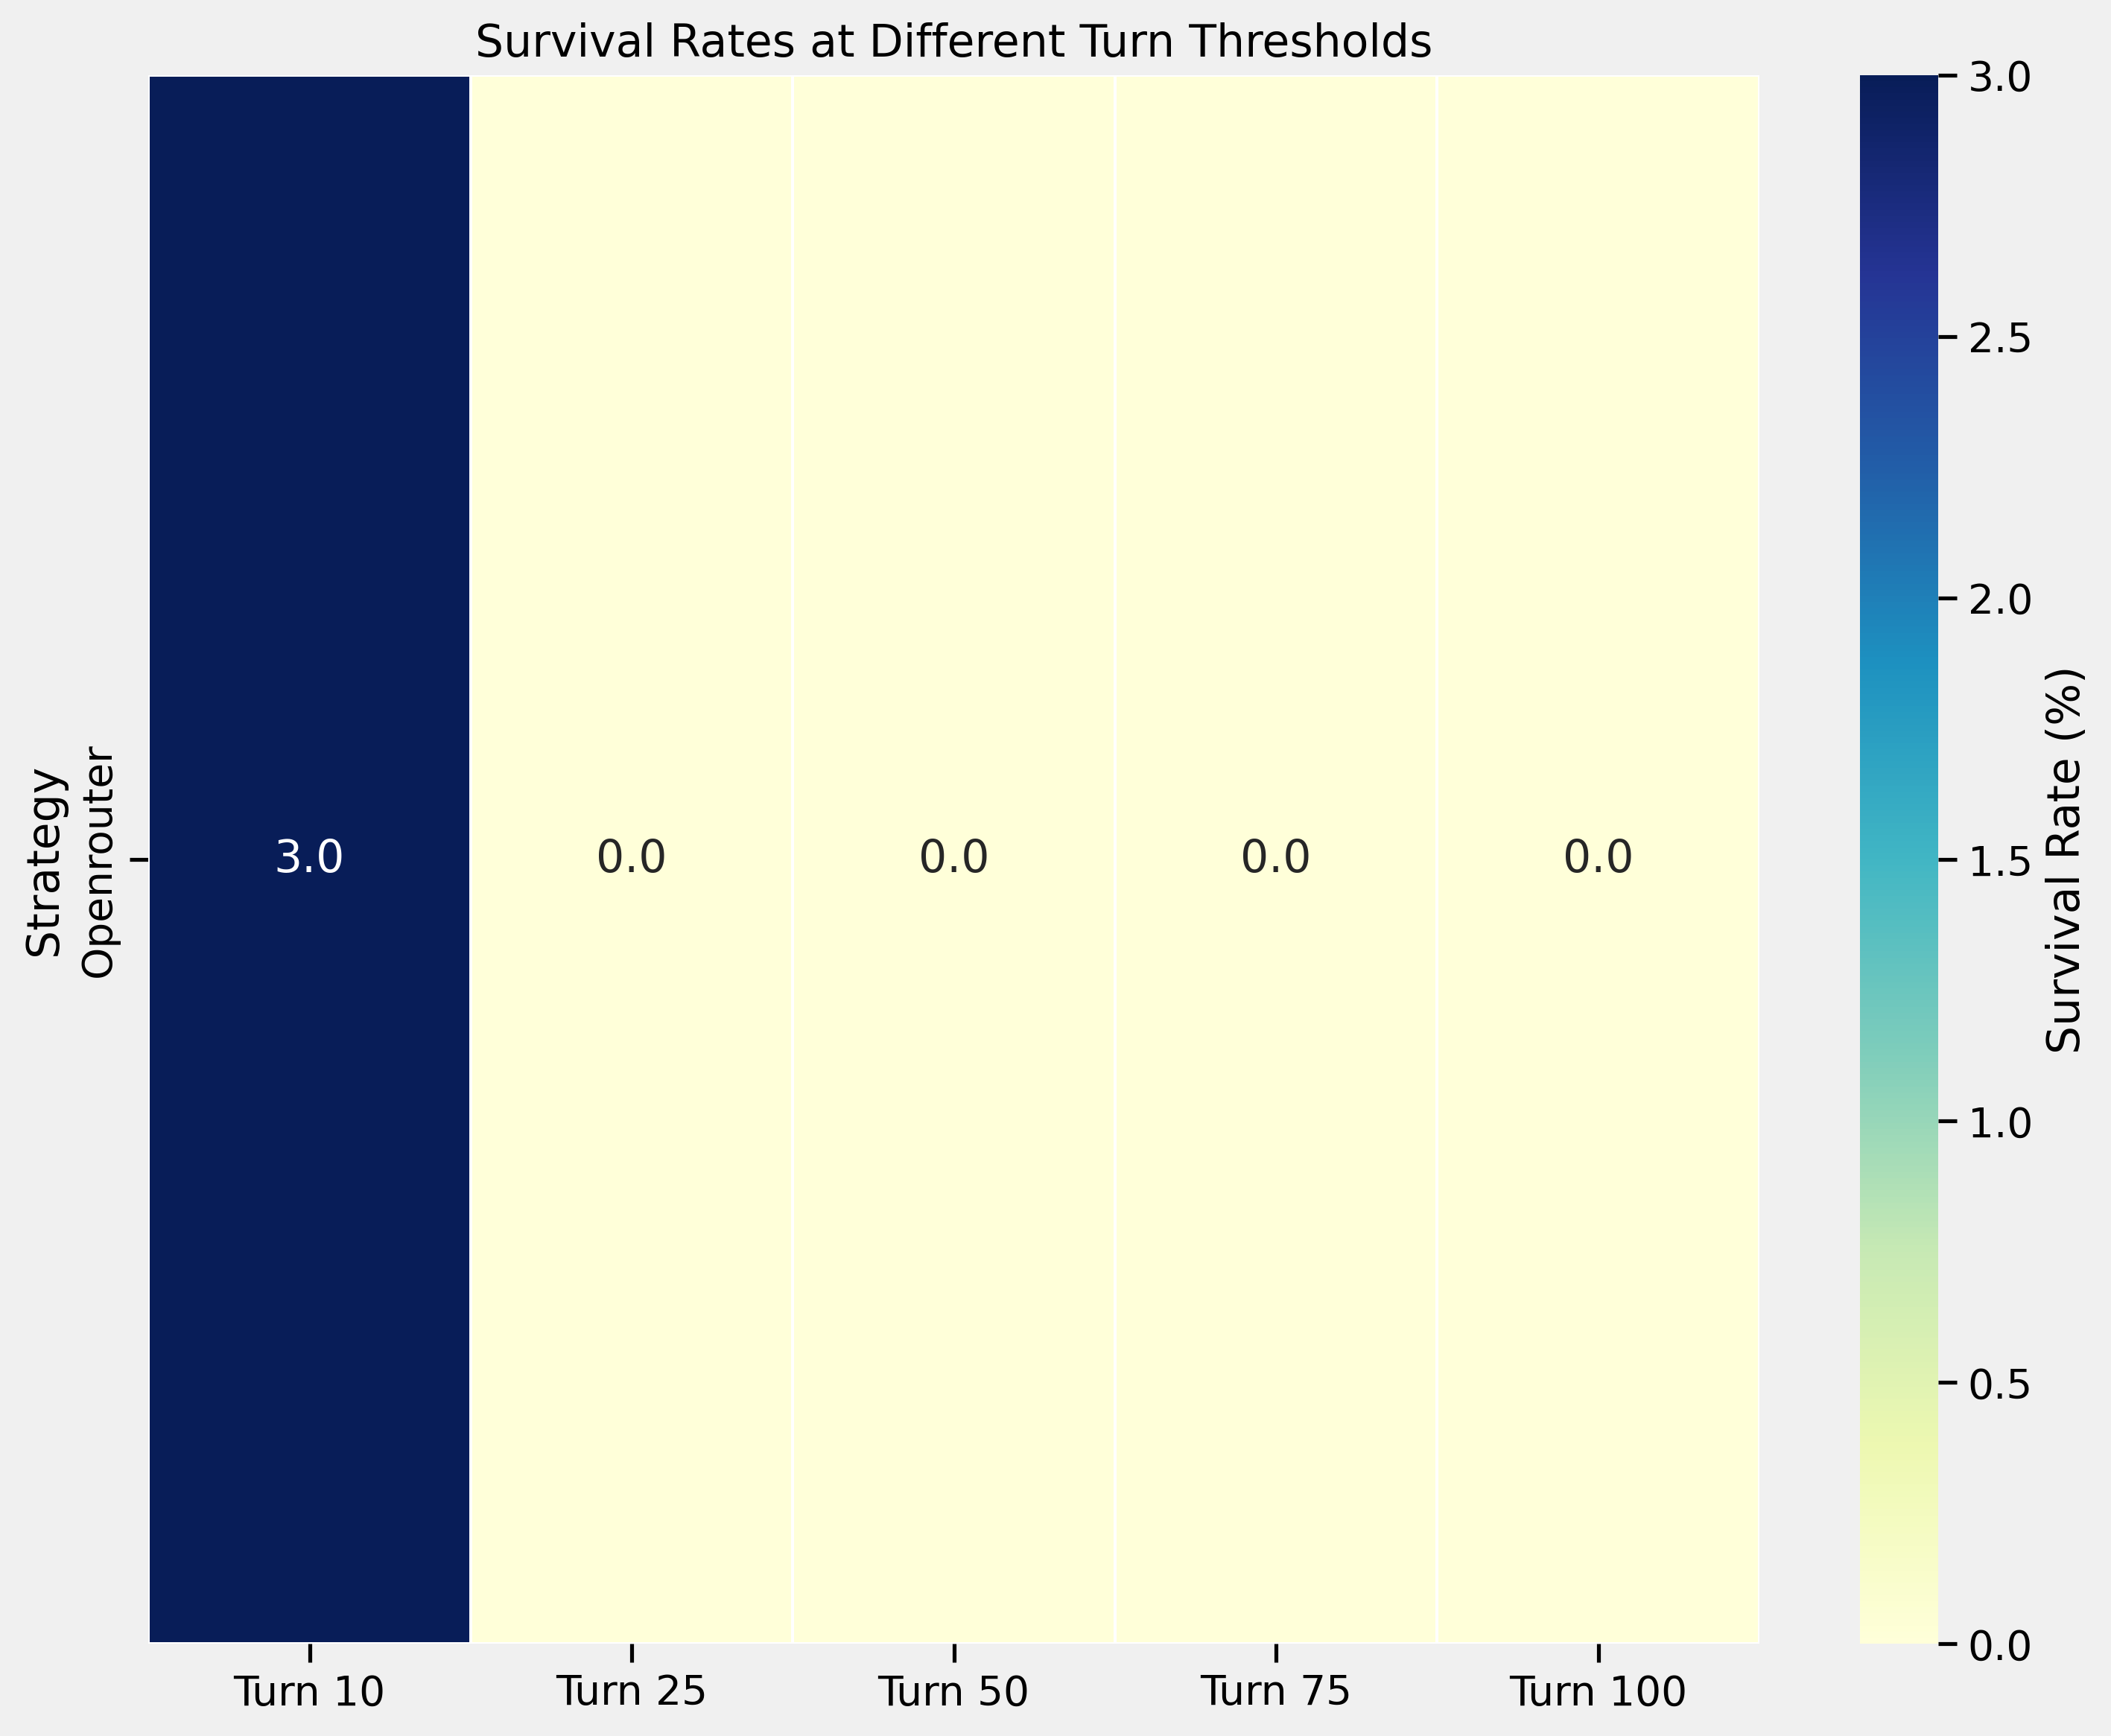 Survival Rates at Different Turn Thresholds
Strategy
Openrouter
3.0
0.0
0.0
0.0
0.0
Turn 10
Turn 25
Turn 50
Turn 75
Turn 100
3.0
2.5
2.0
1.5
1.0
0.5
0.0
Survival Rate (%)